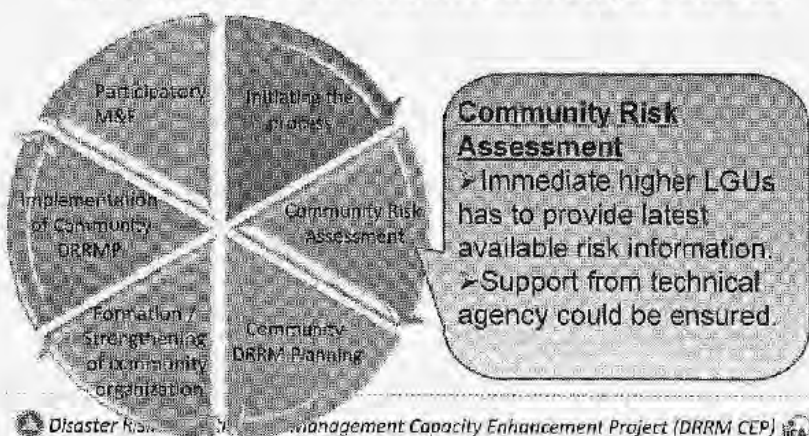 Participatory
M&E
Initiating the
process
Community Risk
Assessment
Community
DRRM Planning
Formation /
Strengthening
of community
organization
Implementation
of Community
DRRMP
Community Risk
Assessment
➢Immediate higher LGUs
has to provide latest
available risk information.
➢Support from technical
agency could be ensured.
Disaster Management Capacity Enhancement Project (DRRM CEP)